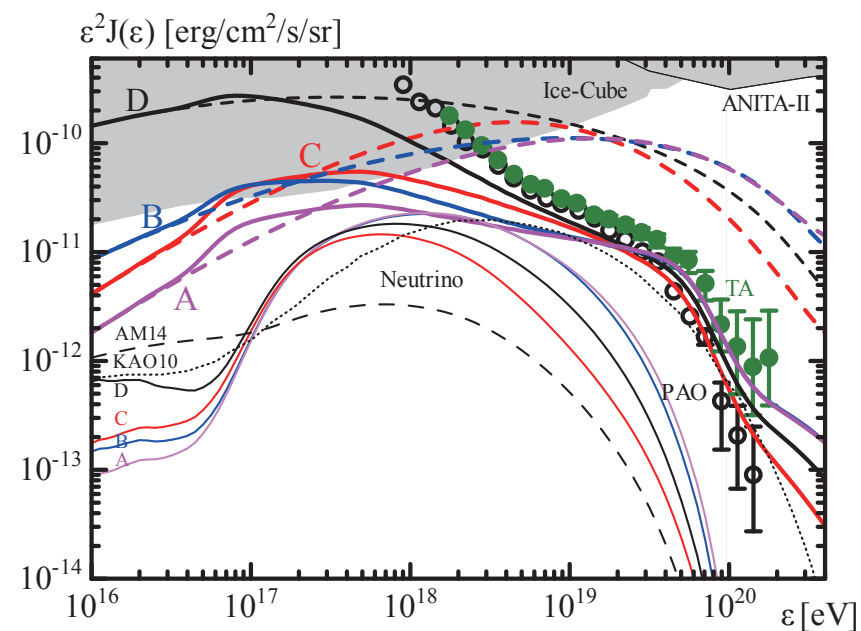 ε²J(ε) [erg/cm²/s/sr]
D
Ice-Cube
ANITA-II
10⁻¹⁰
C
B
10⁻¹¹
A
Neutrino
TA
AM14
10⁻¹²
KAO10
D
PAO
C
B
10⁻¹³
A
10⁻¹⁴
10¹⁶ 10¹⁷ 10¹⁸ 10¹⁹ 10²⁰ ε [eV]